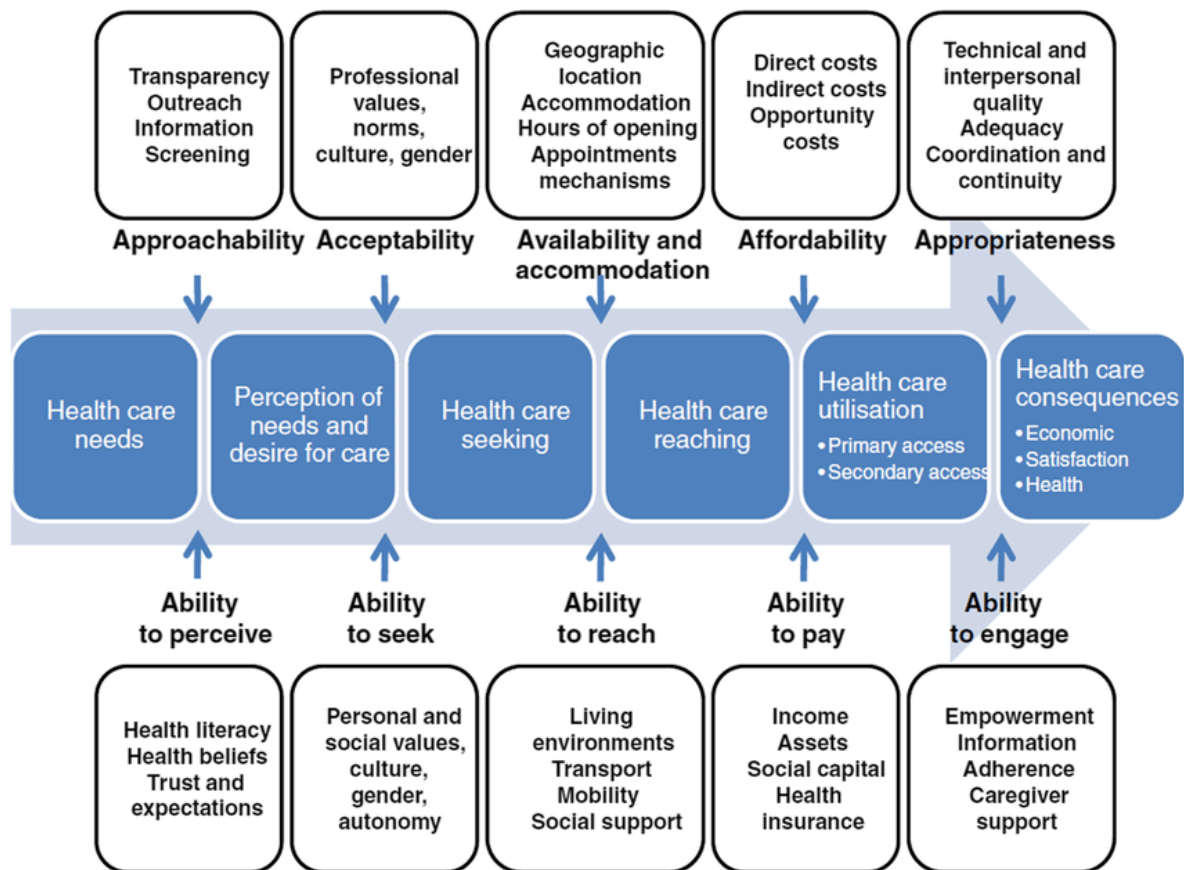 Transparency
Outreach
Information
Screening
Professional
values,
norms,
culture, gender
Geographic
location
Accommodation
Hours of opening
Appointments
mechanisms
Direct costs
Indirect costs
Opportunity
costs
Technical and
interpersonal
quality
Adequacy
Coordination and
continuity
Approachability
Acceptability
Availability and
accommodation
Affordability
Appropriateness
Health care
needs
Perception of
needs and
desire for care
Health care
seeking
Health care
reaching
Health care
utilisation
•Primary access
•Secondary access
Health care
consequences
•Economic
•Satisfaction
•Health
Ability
to perceive
Ability
to seek
Ability
to reach
Ability
to pay
Ability
to engage
Health literacy
Health beliefs
Trust and
expectations
Personal and
social values,
culture,
gender,
autonomy
Living
environments
Transport
Mobility
Social support
Income
Assets
Social capital
Health
insurance
Empowerment
Information
Adherence
Caregiver
support